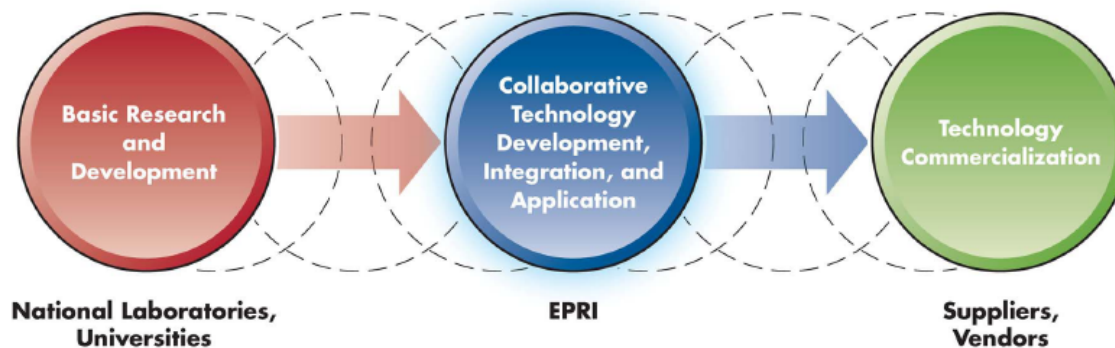 Basic Research
and
Development
Collaborative
Technology
Development,
Integration, and
Application
Technology
Commercialization
National Laboratories,
Universities
EPRI
Suppliers,
Vendors